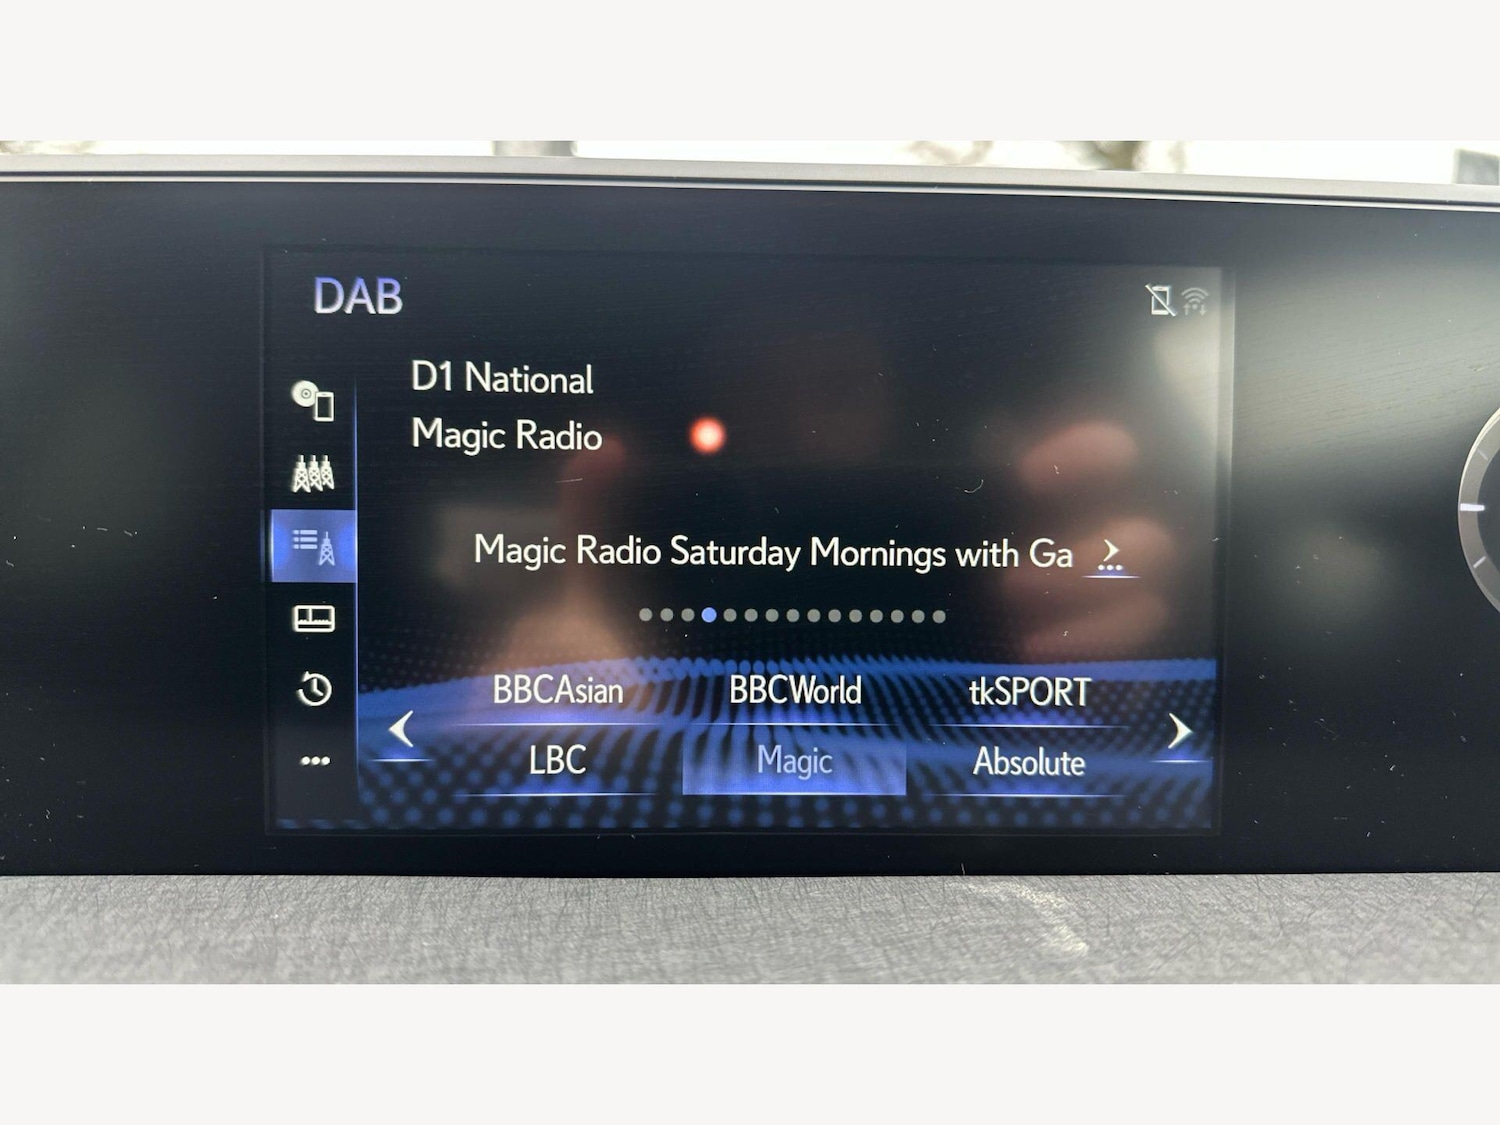 DAB
D1 National
Magic Radio
Magic Radio Saturday Mornings with Ga
BBCAsian BBCWorld tkSPORT
LBC Magic Absolute